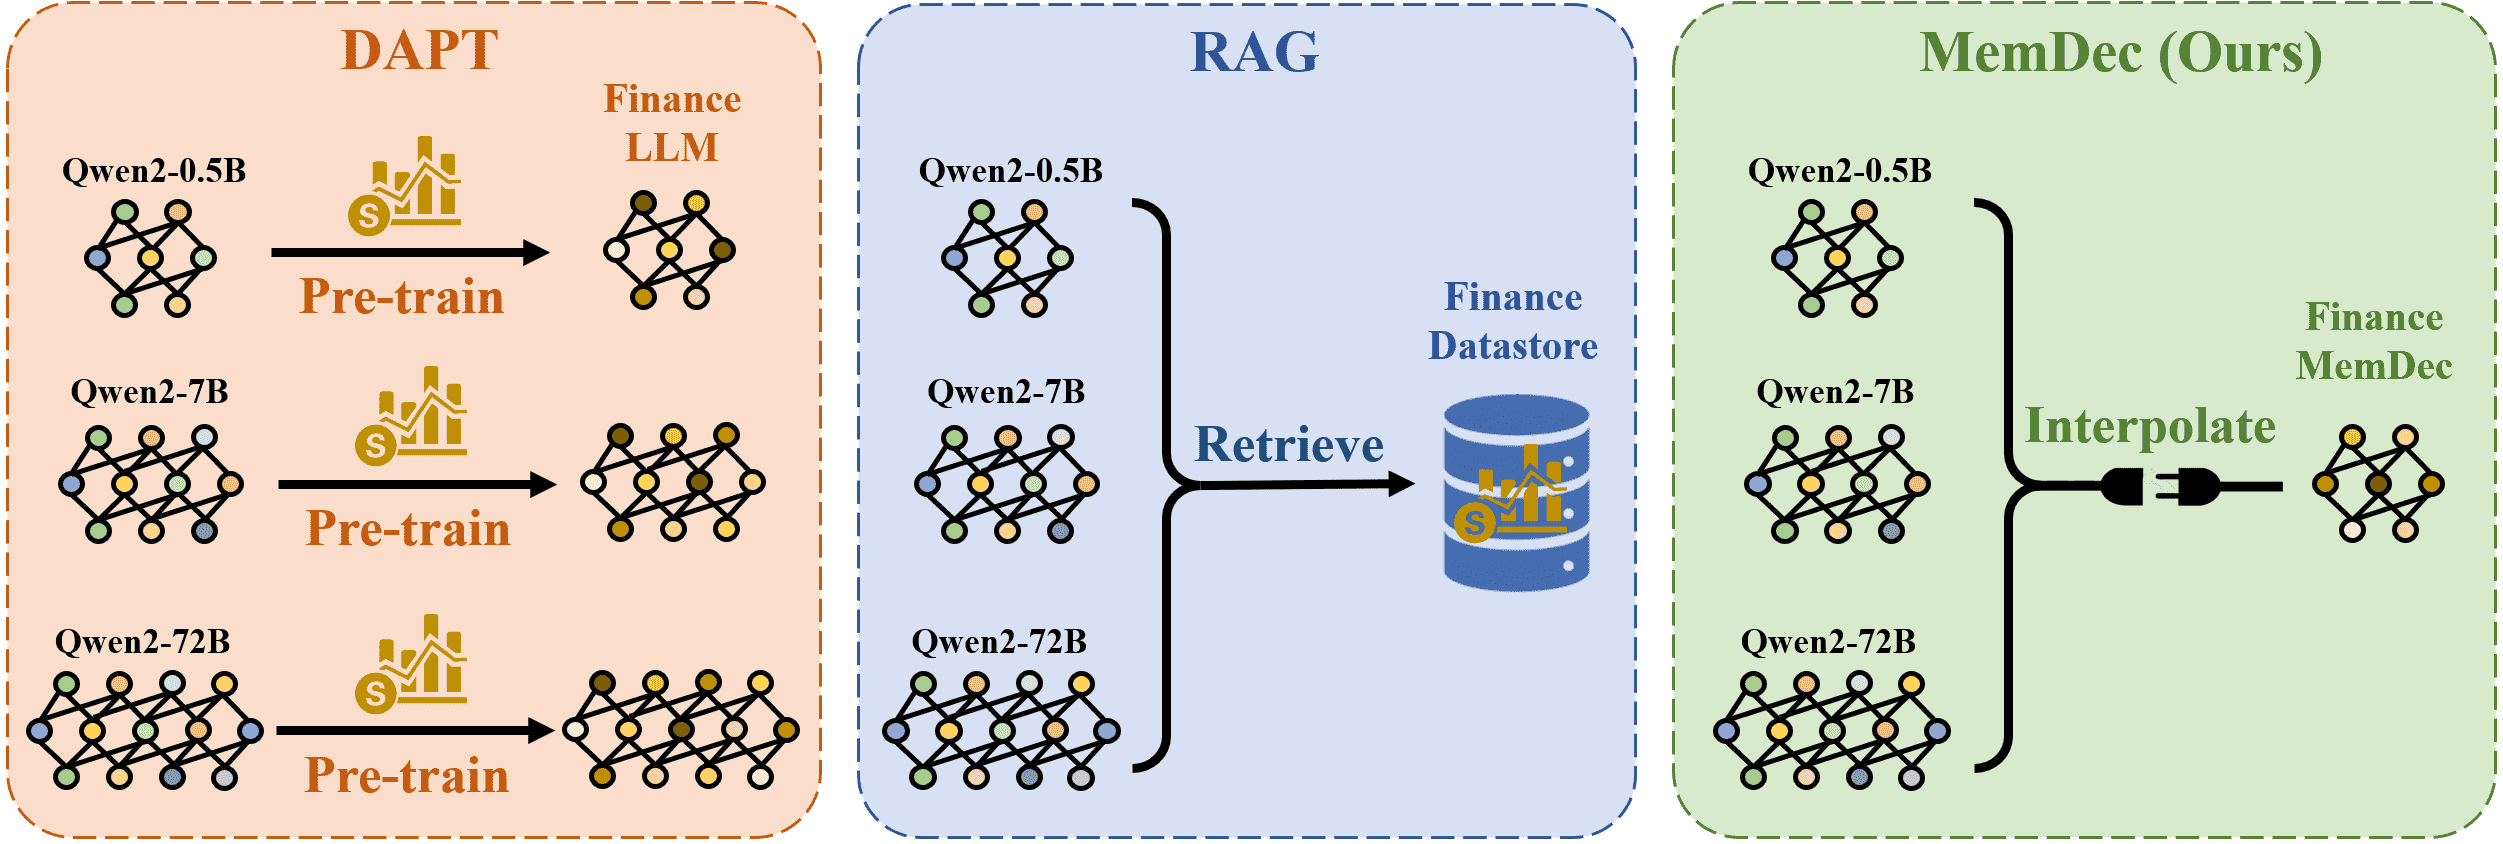 DAPT
Finance
LLM
Qwen2-0.5B
Pre-train
Qwen2-7B
Pre-train
Qwen2-72B
Pre-train
RAG
Qwen2-0.5B
Qwen2-7B
Qwen2-72B
Retrieve
Finance
Datastore
MemDec (Ours)
Qwen2-0.5B
Qwen2-7B
Qwen2-72B
Interpolate
Finance
MemDec